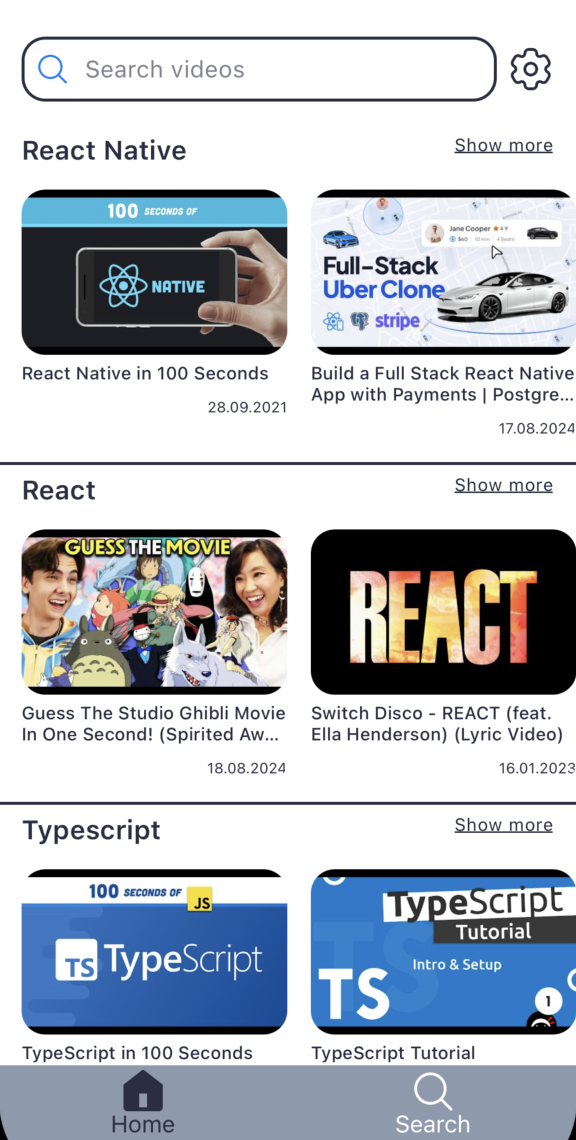 Search videos
React Native
Show more
100 SECONDS OF
NATIVE
Jane Cooper 4.9
$60 10 min 4 Seats
Full-Stack
Uber Clone
stripe
React Native in 100 Seconds
28.09.2021
Build a Full Stack React Native
App with Payments | Postgre...
17.08.2024
React
Show more
GUESS THE MOVIE
REACT
Guess The Studio Ghibli Movie
In One Second! (Spirited Aw...
18.08.2024
Switch Disco - REACT (feat.
Ella Henderson) (Lyric Video)
16.01.2023
Typescript
Show more
100 SECONDS OF
JS
TS TypeScript
TypeScript
Tutorial
Intro & Setup
TS
TS
1
TypeScript in 100 Seconds
TypeScript Tutorial
Home
Search